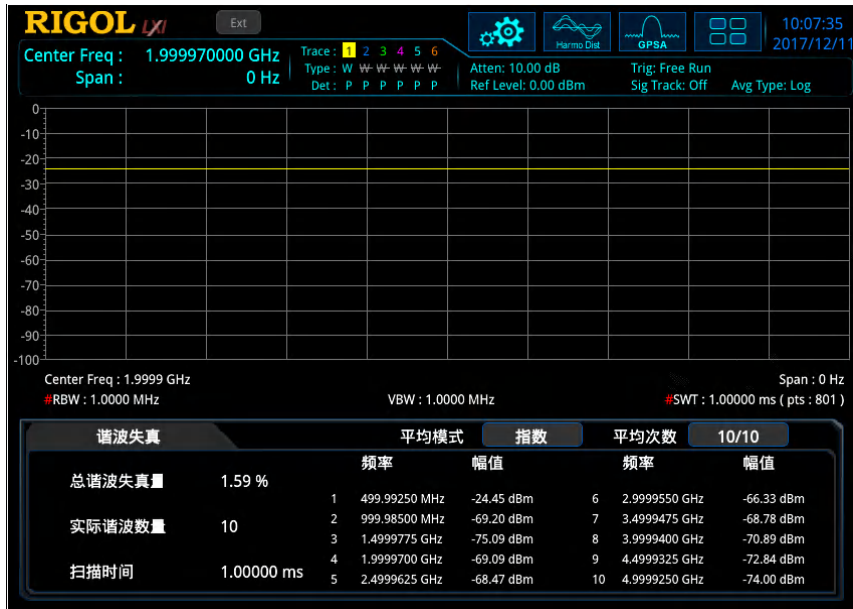 RIGOL LXI Ext Harmo Dist GPSA 10:07:35
2017/12/11
Center Freq : 1.999970000 GHz
Span : 0 Hz
Trace : 1 2 3 4 5 6
Type : W W W W W W
Det : P P P P P P
Atten: 10.00 dB Trig: Free Run
Ref Level: 0.00 dBm Sig Track: Off Avg Type: Log
0
-10
-20
-30
-40
-50
-60
-70
-80
-90
-100
Center Freq : 1.9999 GHz Span : 0 Hz
#RBW : 1.0000 MHz VBW : 1.0000 MHz #SWT : 1.00000 ms ( pts : 801 )
谐波失真 平均模式 指数 平均次数 10/10
频率 幅值 频率 幅值
总谐波失真量 1.59 %
实际谐波数量 10
扫描时间 1.00000 ms
1 499.99250 MHz -24.45 dBm 6 2.9999550 GHz -66.33 dBm
2 999.98500 MHz -69.20 dBm 7 3.4999475 GHz -68.78 dBm
3 1.4999775 GHz -75.09 dBm 8 3.9999400 GHz -70.89 dBm
4 1.9999700 GHz -69.09 dBm 9 4.4999325 GHz -72.84 dBm
5 2.4999625 GHz -68.47 dBm 10 4.9999250 GHz -74.00 dBm